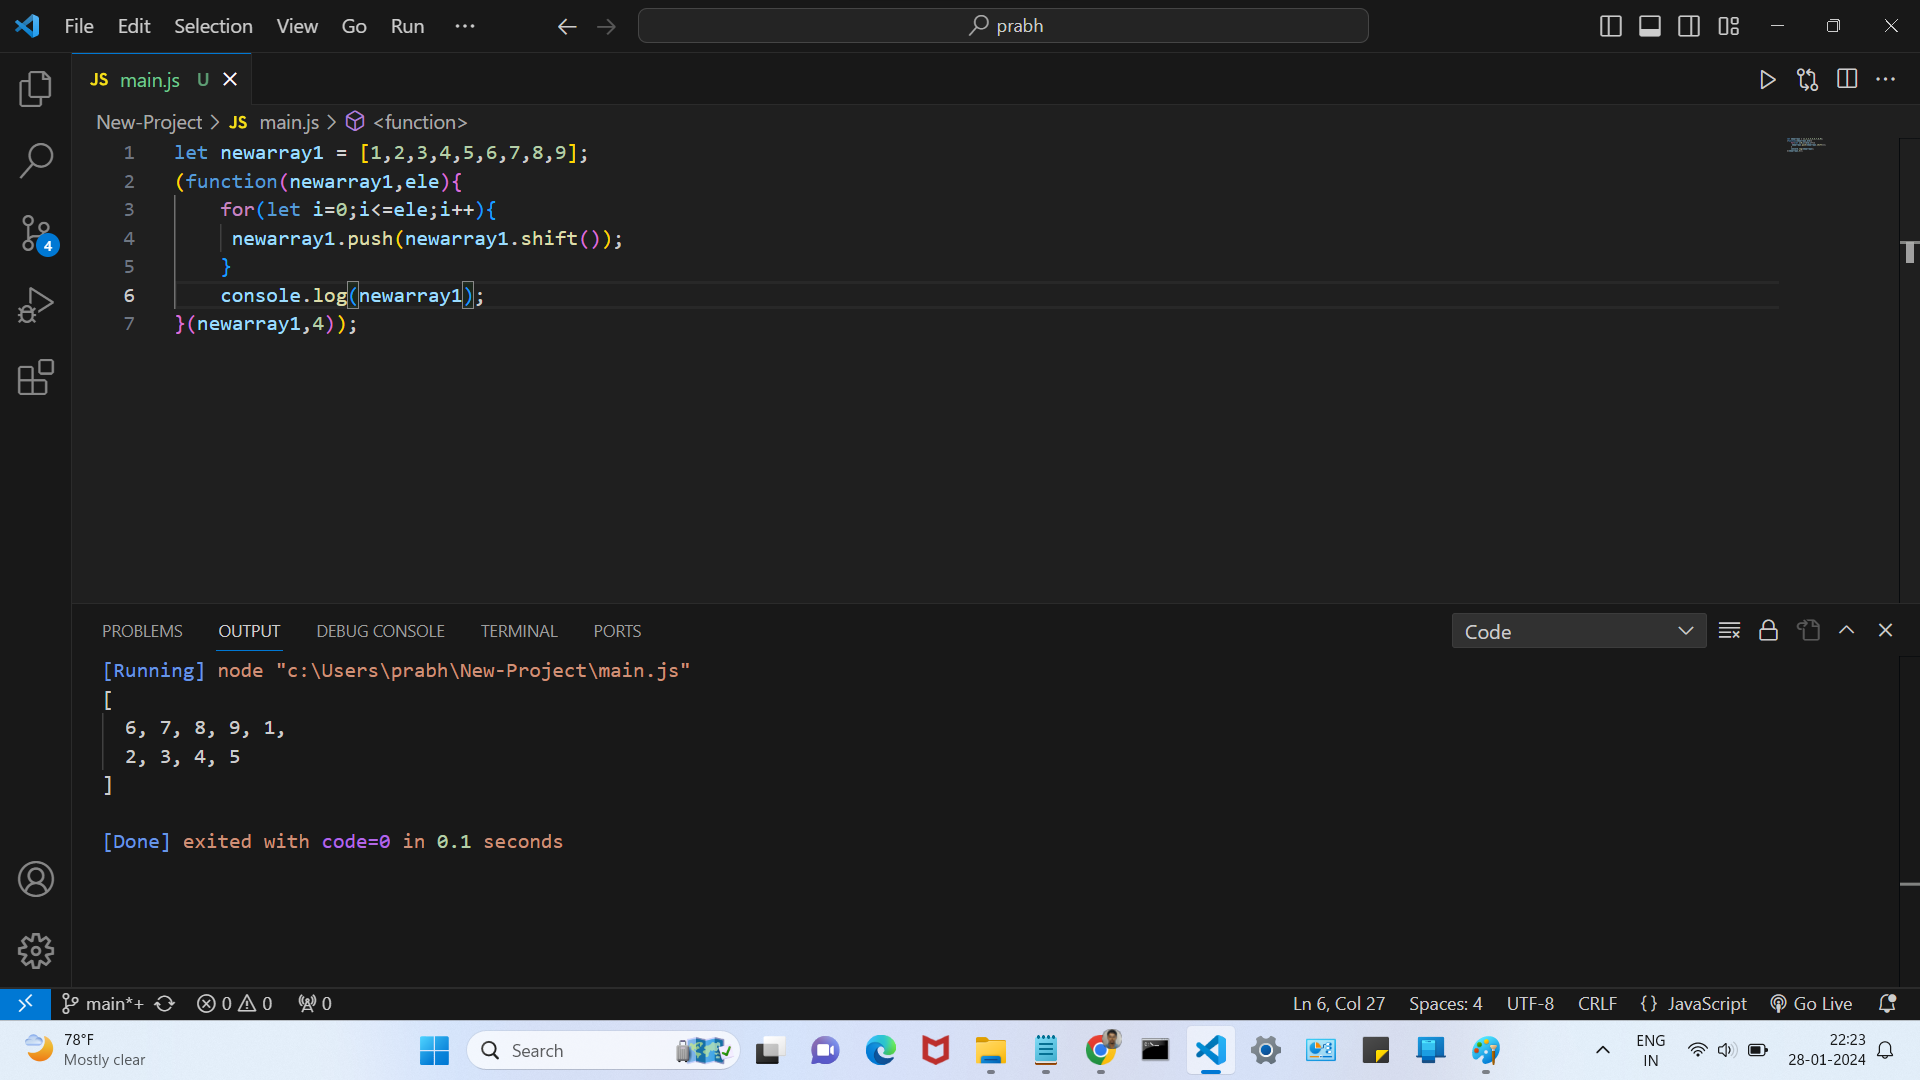 File Edit Selection View Go Run ···
prabh
JS main.js U
New-Project > JS main.js > <function>
1 let newarray1 = [1,2,3,4,5,6,7,8,9];
2 (function(newarray1,ele){
3 for(let i=0;i<=ele;i++){
4 newarray1.push(newarray1.shift());
5 }
6 console.log(newarray1);
7 }(newarray1,4));
PROBLEMS OUTPUT DEBUG CONSOLE TERMINAL PORTS Code
[Running] node "c:\Users\prabh\New-Project\main.js"
[
6, 7, 8, 9, 1,
2, 3, 4, 5
]
[Done] exited with code=0 in 0.1 seconds
4
main*+ 0 0 0 Ln 6, Col 27 Spaces: 4 UTF-8 CRLF {} JavaScript Go Live
78°F
Mostly clear
Search
ENG
IN
22:23
28-01-2024